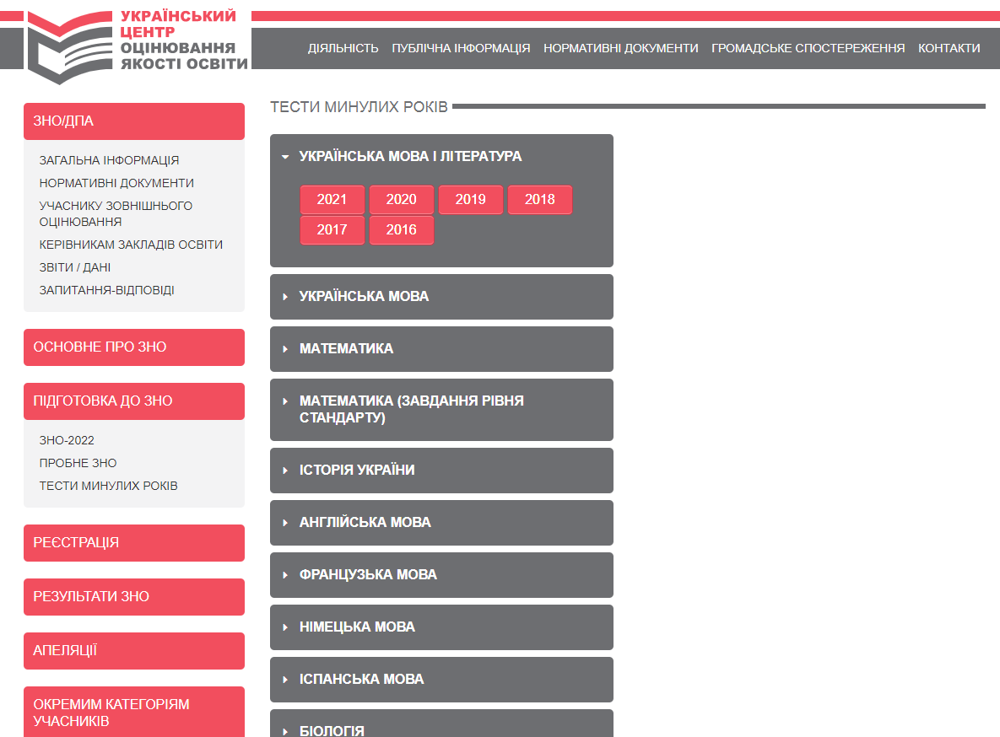 УКРАЇНСЬКИЙ
ЦЕНТР
ОЦІНЮВАННЯ
ЯКОСТІ ОСВІТИ
ДІЯЛЬНІСТЬ ПУБЛІЧНА ІНФОРМАЦІЯ НОРМАТИВНІ ДОКУМЕНТИ ГРОМАДСЬКЕ СПОСТЕРЕЖЕННЯ КОНТАКТИ
ЗНО/ДПА
ЗАГАЛЬНА ІНФОРМАЦІЯ
НОРМАТИВНІ ДОКУМЕНТИ
УЧАСНИКУ ЗОВНІШНЬОГО
ОЦІНЮВАННЯ
КЕРІВНИКАМ ЗАКЛАДІВ ОСВІТИ
ЗВІТИ / ДАНІ
ЗАПИТАННЯ-ВІДПОВІДІ
ОСНОВНЕ ПРО ЗНО
ПІДГОТОВКА ДО ЗНО
ЗНО-2022
ПРОБНЕ ЗНО
ТЕСТИ МИНУЛИХ РОКІВ
РЕЄСТРАЦІЯ
РЕЗУЛЬТАТИ ЗНО
АПЕЛЯЦІЇ
ОКРЕМИМ КАТЕГОРІЯМ
УЧАСНИКІВ
ТЕСТИ МИНУЛИХ РОКІВ
УКРАЇНСЬКА МОВА І ЛІТЕРАТУРА
2021 2020 2019 2018
2017 2016
УКРАЇНСЬКА МОВА
МАТЕМАТИКА
МАТЕМАТИКА (ЗАВДАННЯ РІВНЯ
СТАНДАРТУ)
ІСТОРІЯ УКРАЇНИ
АНГЛІЙСЬКА МОВА
ФРАНЦУЗЬКА МОВА
НІМЕЦЬКА МОВА
ІСПАНСЬКА МОВА
БІОЛОГІЯ